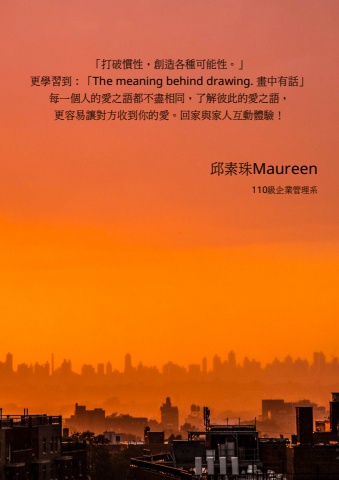 「打破慣性，創造各種可能性。」
更學習到：「The meaning behind drawing. 畫中有話」
每一個人的愛之語都不盡相同，了解彼此的愛之語，
更容易讓對方收到你的愛。回家與家人互動體驗！
邱素珠Maureen
110級企業管理系